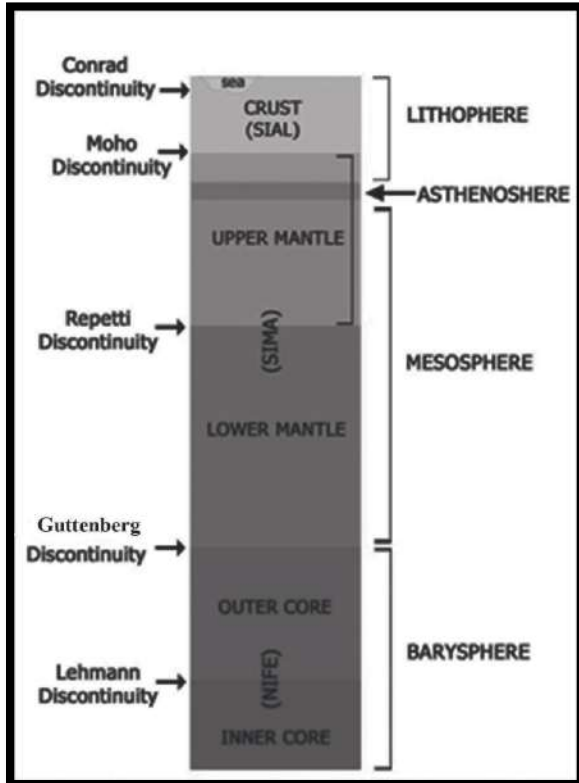 Conrad
Discontinuity
sea
CRUST
(SIAL)
LITHOPHERE
Moho
Discontinuity
ASTHENOSHERE
UPPER MANTLE
Repetti
Discontinuity
(SIMA)
MESOSPHERE
LOWER MANTLE
Guttenberg
Discontinuity
OUTER CORE
BARYSPHERE
Lehmann
Discontinuity
(NIFE)
INNER CORE